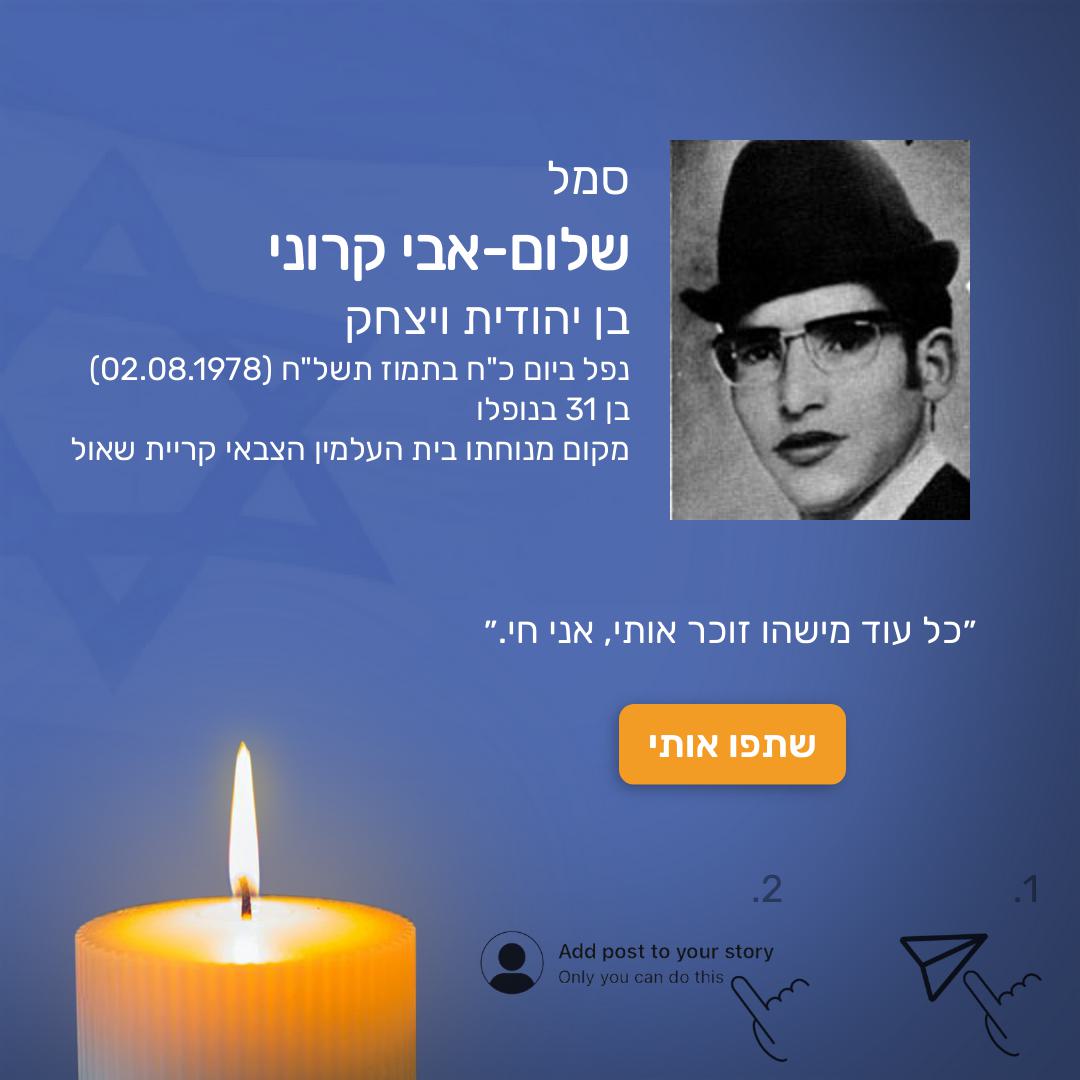 סמל
שלום-אבי קרוני
בן יהודית ויצחק
נפל ביום כ"ח בתמוז תשל"ח (02.08.1978)
בן 31 בנופלו
מקום מנוחתו בית העלמין הצבאי קריית שאול
״כל עוד מישהו זוכר אותי, אני חי.״
שתפו אותי
.1
.2
Add post to your story
Only you can do this